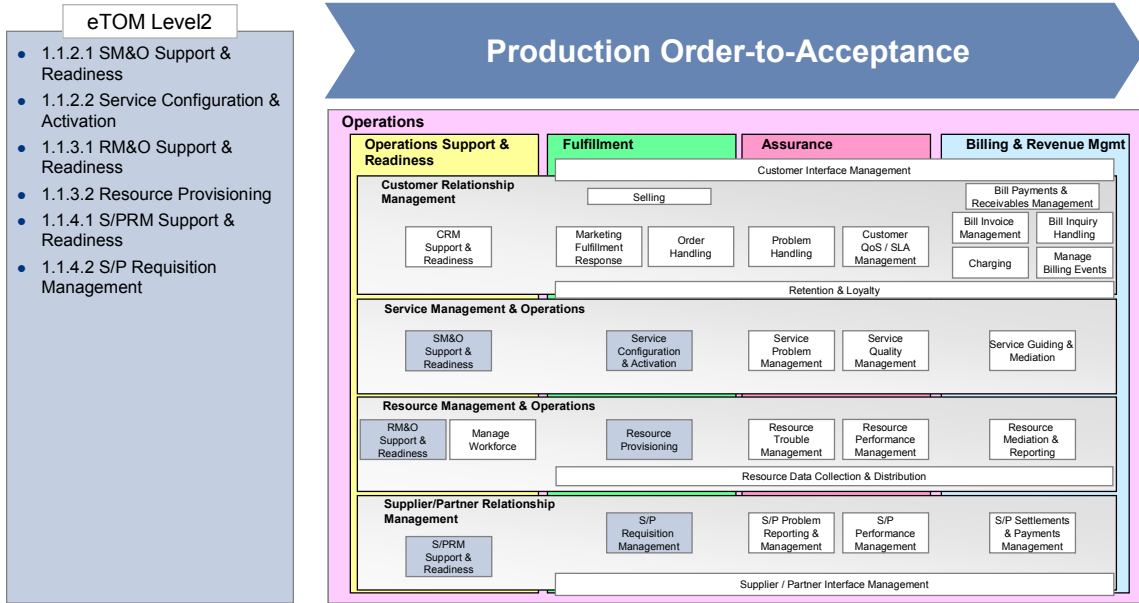 eTOM Level2
1.1.2.1 SM&O Support &
Readiness
1.1.2.2 Service Configuration &
Activation
1.1.3.1 RM&O Support &
Readiness
1.1.3.2 Resource Provisioning
1.1.4.1 S/PRM Support &
Readiness
1.1.4.2 S/P Requisition
Management
Production Order-to-Acceptance
Operations
Operations Support &
Readiness
Fulfillment
Assurance
Billing & Revenue Mgmt
Customer Interface Management
Customer Relationship
Management
Selling
Bill Payments &
Receivables Management
CRM
Support &
Readiness
Marketing
Fulfillment
Response
Order
Handling
Problem
Handling
Customer
QoS / SLA
Management
Bill Invoice
Management
Bill Inquiry
Handling
Charging
Manage
Billing Events
Retention & Loyalty
Service Management & Operations
SM&O
Support &
Readiness
Service
Configuration
& Activation
Service
Problem
Management
Service
Quality
Management
Service Guiding &
Mediation
Resource Management & Operations
RM&O
Support &
Readiness
Manage
Workforce
Resource
Provisioning
Resource
Trouble
Management
Resource
Performance
Management
Resource
Mediation &
Reporting
Resource Data Collection & Distribution
Supplier/Partner Relationship
Management
S/PRM
Support &
Readiness
S/P
Requisition
Management
S/P Problem
Reporting &
Management
S/P
Performance
Management
S/P Settlements
& Payments
Management
Supplier / Partner Interface Management